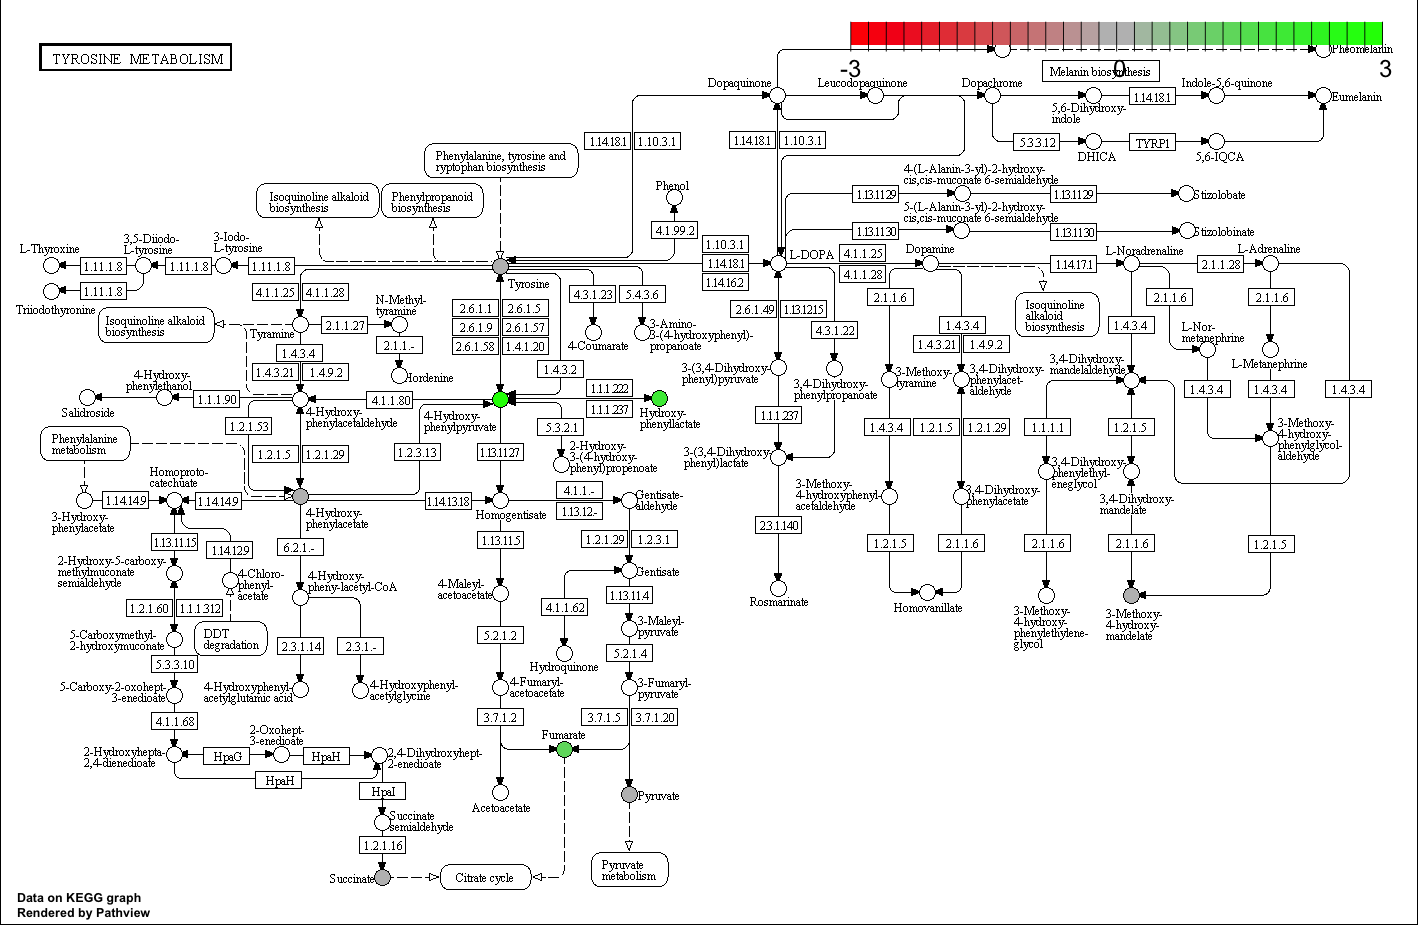 TYROSINE METABOLISM
-3
0
3
Pheomelanin
Melanin biosynthesis
Dopaquinone
Leucodopaquinone
Dopachrome
Indole-5,6-quinone
5,6-Dihydroxy-
indole
1.14.18.1
Eumelanin
1.14.18.1
1.10.3.1
1.14.18.1
1.10.3.1
5.3.3.12
DHICA
TYRP1
5,6-IQCA
Phenylalanine, tyrosine and
ryptophan biosynthesis
Isoquinoline alkaloid
biosynthesis
Phenylpropanoid
biosynthesis
Phenol
4.1.99.2
4-(L-Alanin-3-yl)-2-hydroxy-
cis,cis-muconate 6-semialdehyde
1.13.11.29
1.13.11.29
Stizolobate
5-(L-Alanin-3-yl)-2-hydroxy-
cis,cis-muconate 6-semialdehyde
1.13.11.30
1.13.11.30
Stizolobinate
L-Thyroxine
3,5-Diiodo-
L-tyrosine
3-Iodo-
L-tyrosine
1.11.1.8
1.11.1.8
1.11.1.8
1.11.1.8
Triiodothyronine
Tyrosine
1.10.3.1
1.14.18.1
1.14.16.2
L-DOPA
4.1.1.25
4.1.1.28
Dopamine
1.14.17.1
L-Noradrenaline
2.1.1.28
L-Adrenaline
4.1.1.25
4.1.1.28
Isoquinoline alkaloid
biosynthesis
Tyramine
2.1.1.27
N-Methyl-
tyramine
2.1.1.-
Hordenine
2.6.1.1
2.6.1.5
2.6.1.9
2.6.1.57
2.6.1.58
1.4.1.20
4.3.1.23
5.4.3.6
4-Coumarate
3-Amino-
3-(4-hydroxyphenyl)-
propanoate
2.6.1.49
1.13.12.15
4.3.1.22
2.1.1.6
Isoquinoline
alkaloid
biosynthesis
2.1.1.6
2.1.1.6
1.4.3.4
1.4.3.21
1.4.9.2
1.4.3.4
L-Nor-
metanephrine
L-Metanephrine
1.4.3.4
1.4.3.21
1.4.9.2
1.4.3.2
3-(3,4-Dihydroxy-
phenyl)pyruvate
3,4-Dihydroxy-
phenylpropanoate
3-Methoxy-
tyramine
3,4-Dihydroxy-
phenylacet-
aldehyde
3,4-Dihydroxy-
mandelaldehyde
1.4.3.4
1.4.3.4
1.4.3.4
4-Hydroxy-
phenylethanol
Salidroside
1.1.1.90
4-Hydroxy-
phenylacetaldehyde
4.1.1.80
4-Hydroxy-
phenylpyruvate
1.1.1.222
1.1.1.237
Hydroxy-
phenyllactate
1.1.1.237
1.2.1.53
1.2.1.5
1.2.1.29
1.2.3.13
1.13.11.27
5.3.2.1
2-Hydroxy-
3-(4-hydroxy-
phenyl)propenoate
3-(3,4-Dihydroxy-
phenyl)lactate
1.4.3.4
1.2.1.5
1.2.1.29
1.1.1.1
1.2.1.5
3-Methoxy-
4-hydroxy-
phenylglycol-
aldehyde
Phenylalanine
metabolism
3-Hydroxy-
phenylacetate
1.14.14.9
Homoproto-
catechuate
1.14.14.9
4-Hydroxy-
phenylacetate
1.14.13.18
Homogentisate
4.1.1.-
1.13.12.-
Gentisate-
aldehyde
3-Methoxy-
4-hydroxyphenyl-
acetaldehyde
3,4-Dihydroxy-
phenylacetate
3,4-Dihydroxy-
phenylethyl-
eneglycol
3,4-Dihydroxy-
mandelate
1.13.11.15
1.14.12.9
6.2.1.-
1.13.11.5
1.2.1.29
1.2.3.1
2.3.1.140
1.2.1.5
2.1.1.6
2.1.1.6
2.1.1.6
1.2.1.5
2-Hydroxy-5-carboxy-
methylmuconate
semialdehyde
4-Chloro-
phenyl-
acetate
4-Hydroxy-
pheny-lacetyl-CoA
4-Maleyl-
acetoacetate
Gentisate
Rosmarinate
Homovanillate
3-Methoxy-
4-hydroxy-
phenylethylene-
glycol
3-Methoxy-
4-hydroxy-
mandelate
1.2.1.60
1.1.1.312
DDT
degradation
4.1.1.62
1.13.11.4
Hydroquinone
3-Maleyl-
pyruvate
5-Carboxymethyl-
2-hydroxymuconate
5.3.3.10
2.3.1.14
2.3.1.-
5.2.1.2
5.2.1.4
5-Carboxy-2-oxohept-
3-enedioate
4-Hydroxyphenyl-
acetylglutamic acid
4-Hydroxyphenyl-
acetylglycine
4-Fumaryl-
acetoacetate
3-Fumaryl-
pyruvate
4.1.1.68
3.7.1.2
3.7.1.5
3.7.1.20
2-Hydroxyhepta-
2,4-dienedioate
HpaG
2-Oxohept-
3-enedioate
HpaH
HpaH
2,4-Dihydroxyhept-
2-enedioate
Fumarate
HpaI
Acetoacetate
Pyruvate
Succinate
semialdehyde
1.2.1.16
Succinate
Citrate cycle
Pyruvate
metabolism
Data on KEGG graph
Rendered by Pathview